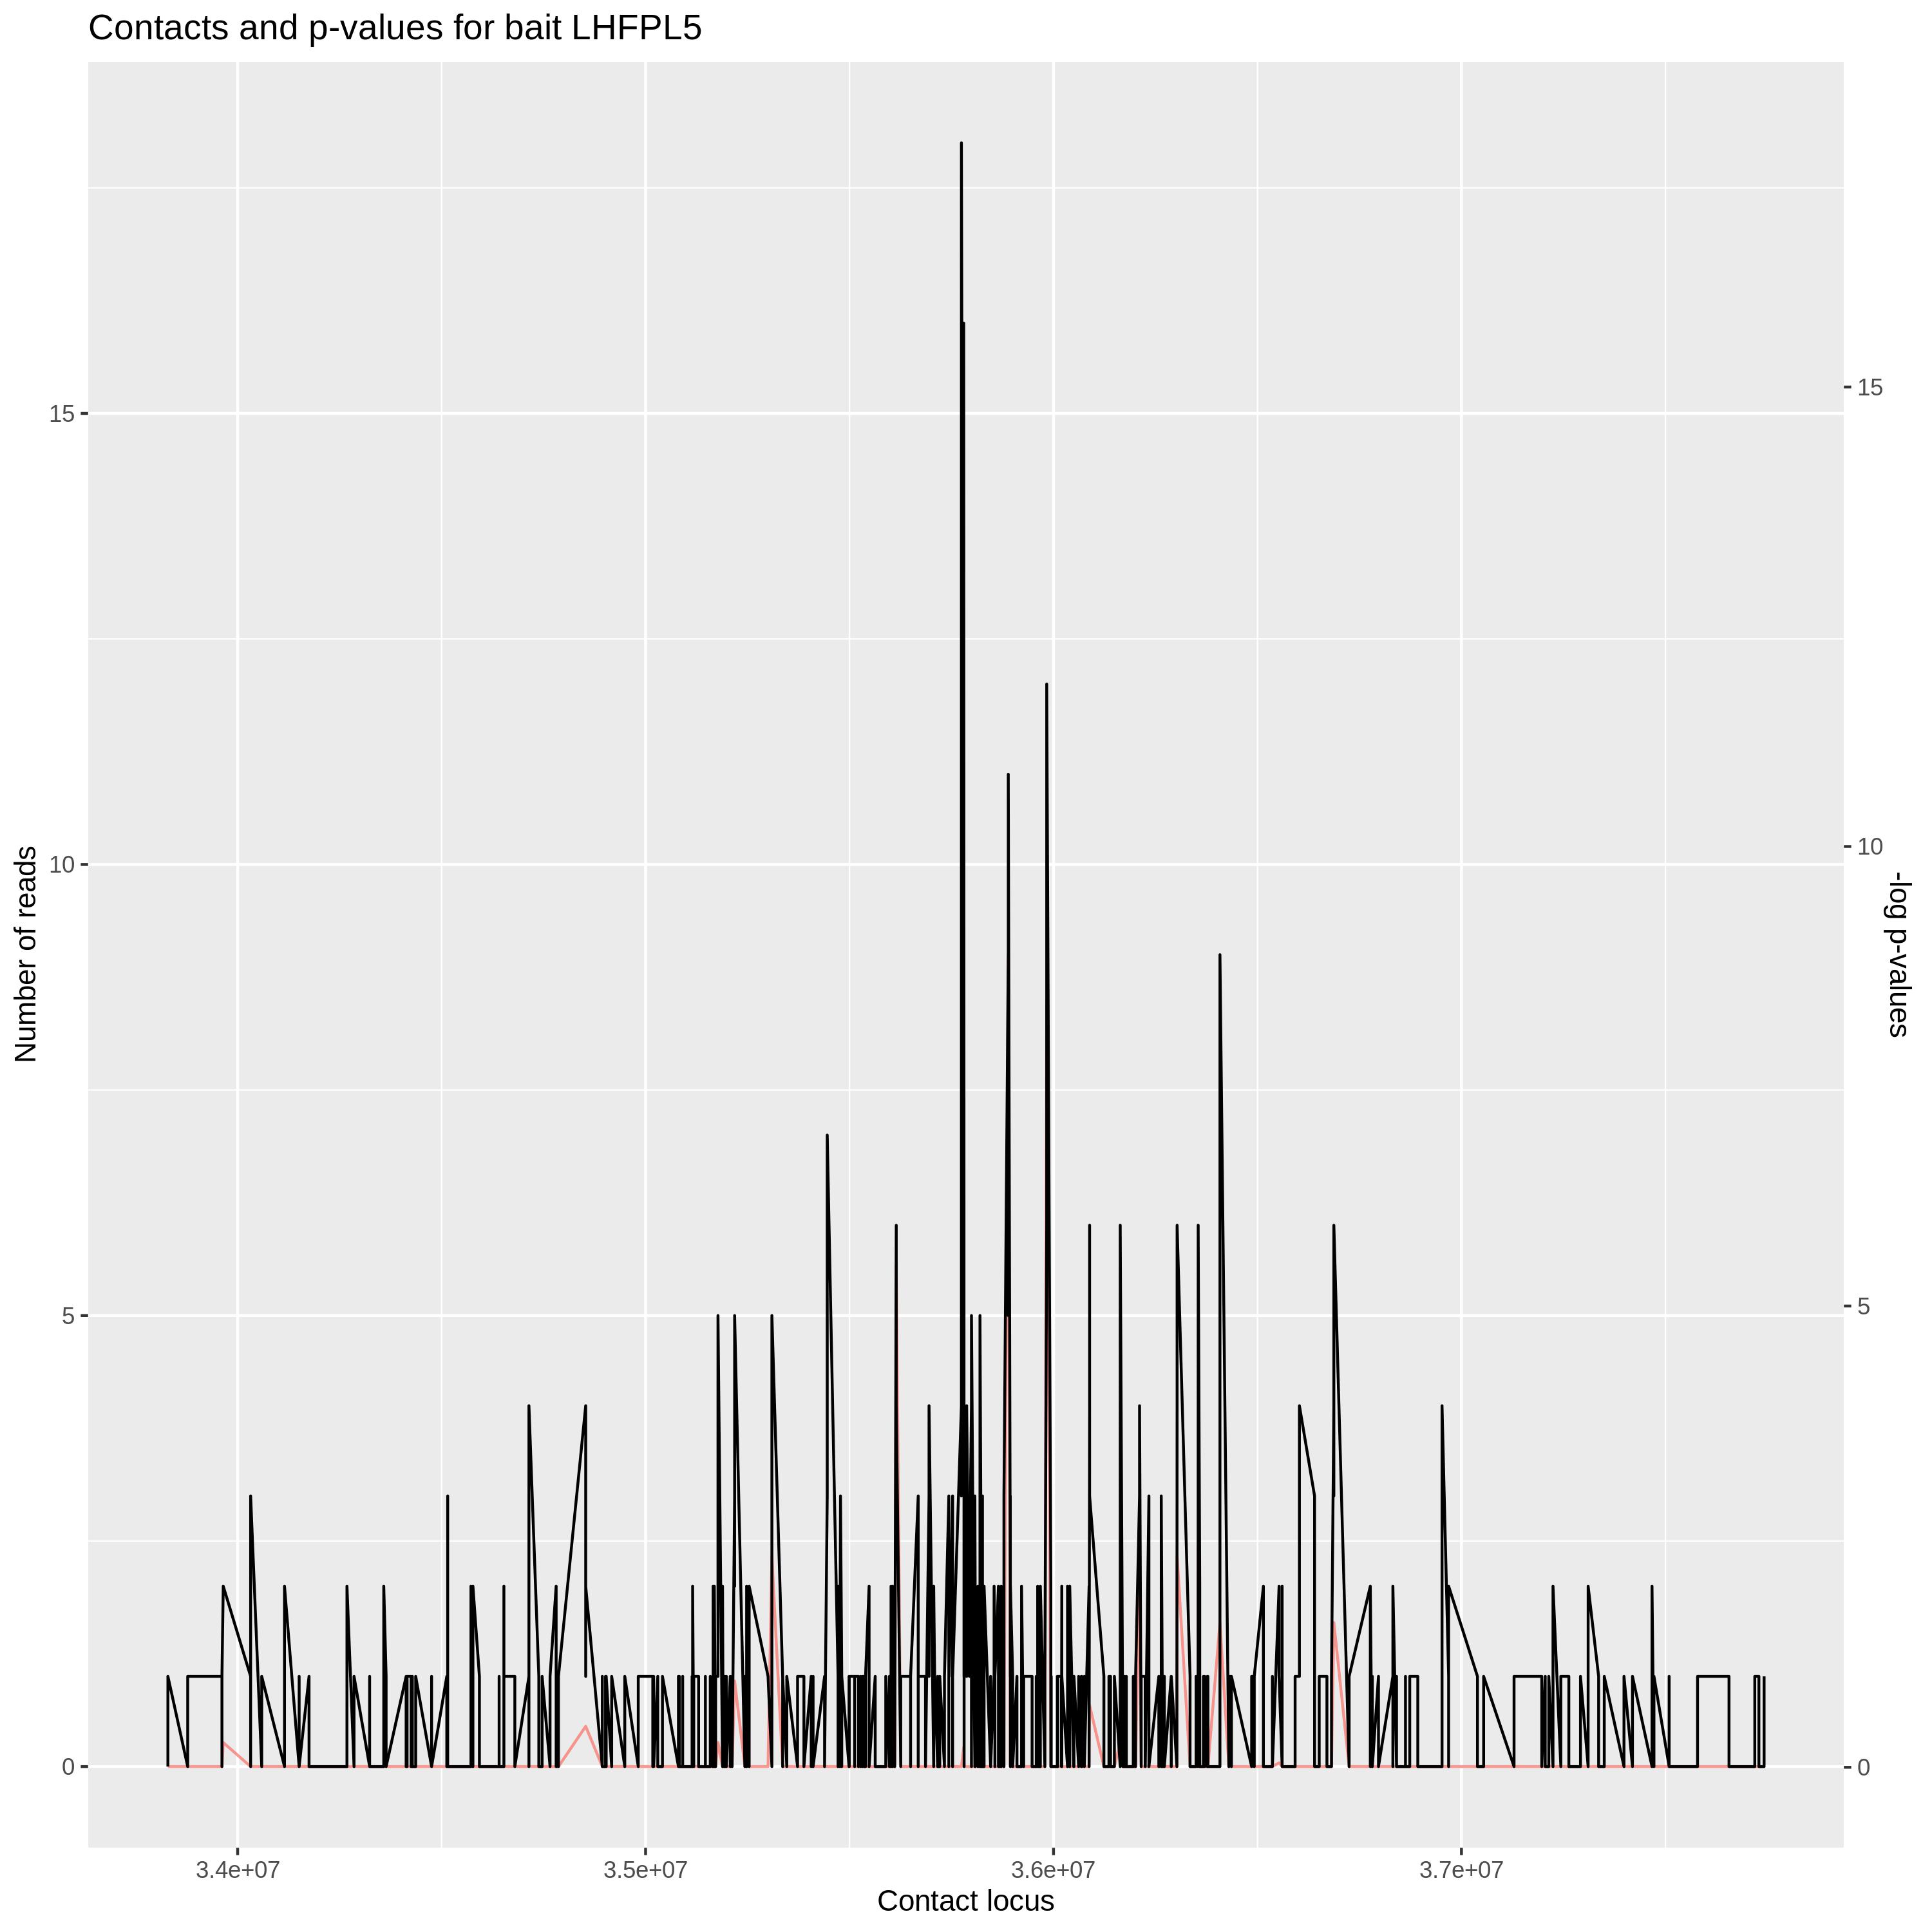 Contacts and p-values for bait LHFPL5
Number of reads
15
10
5
0
15
10
5
0
-log p-values
3.4e+07
3.5e+07
3.6e+07
3.7e+07
Contact locus